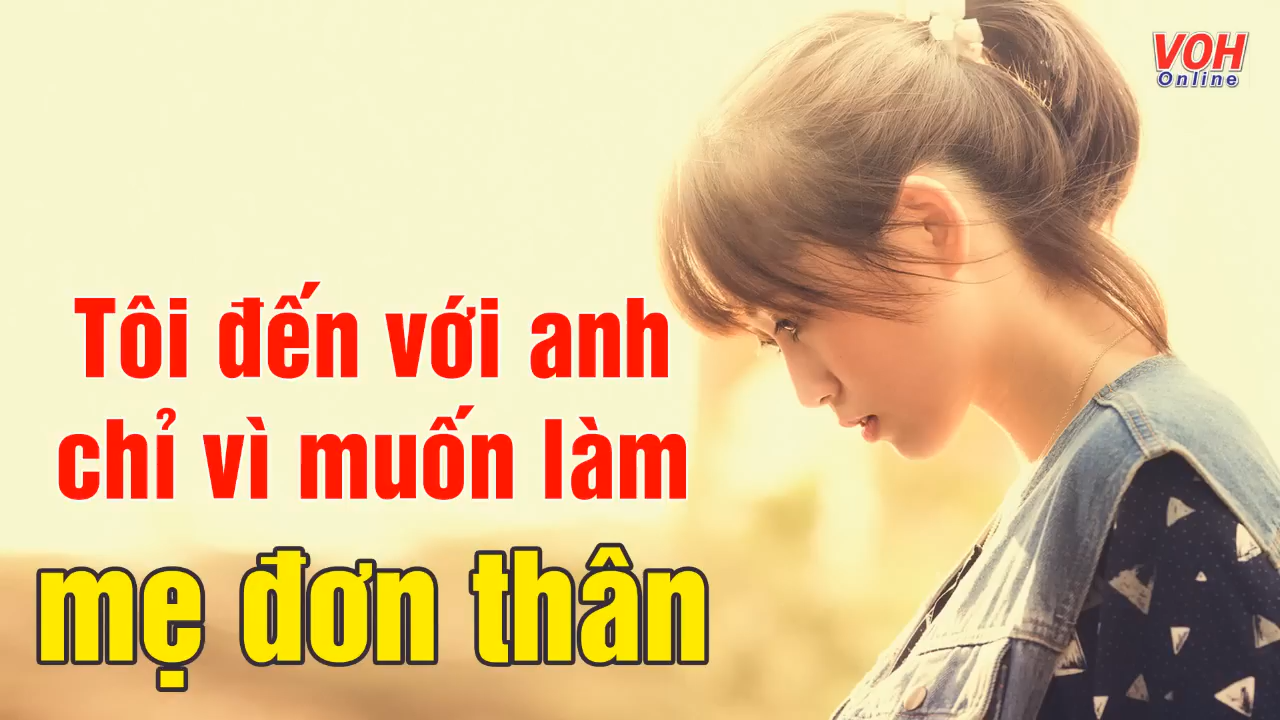 VOH
Online
Tôi đến với anh
chỉ vì muốn làm
mẹ đơn thân